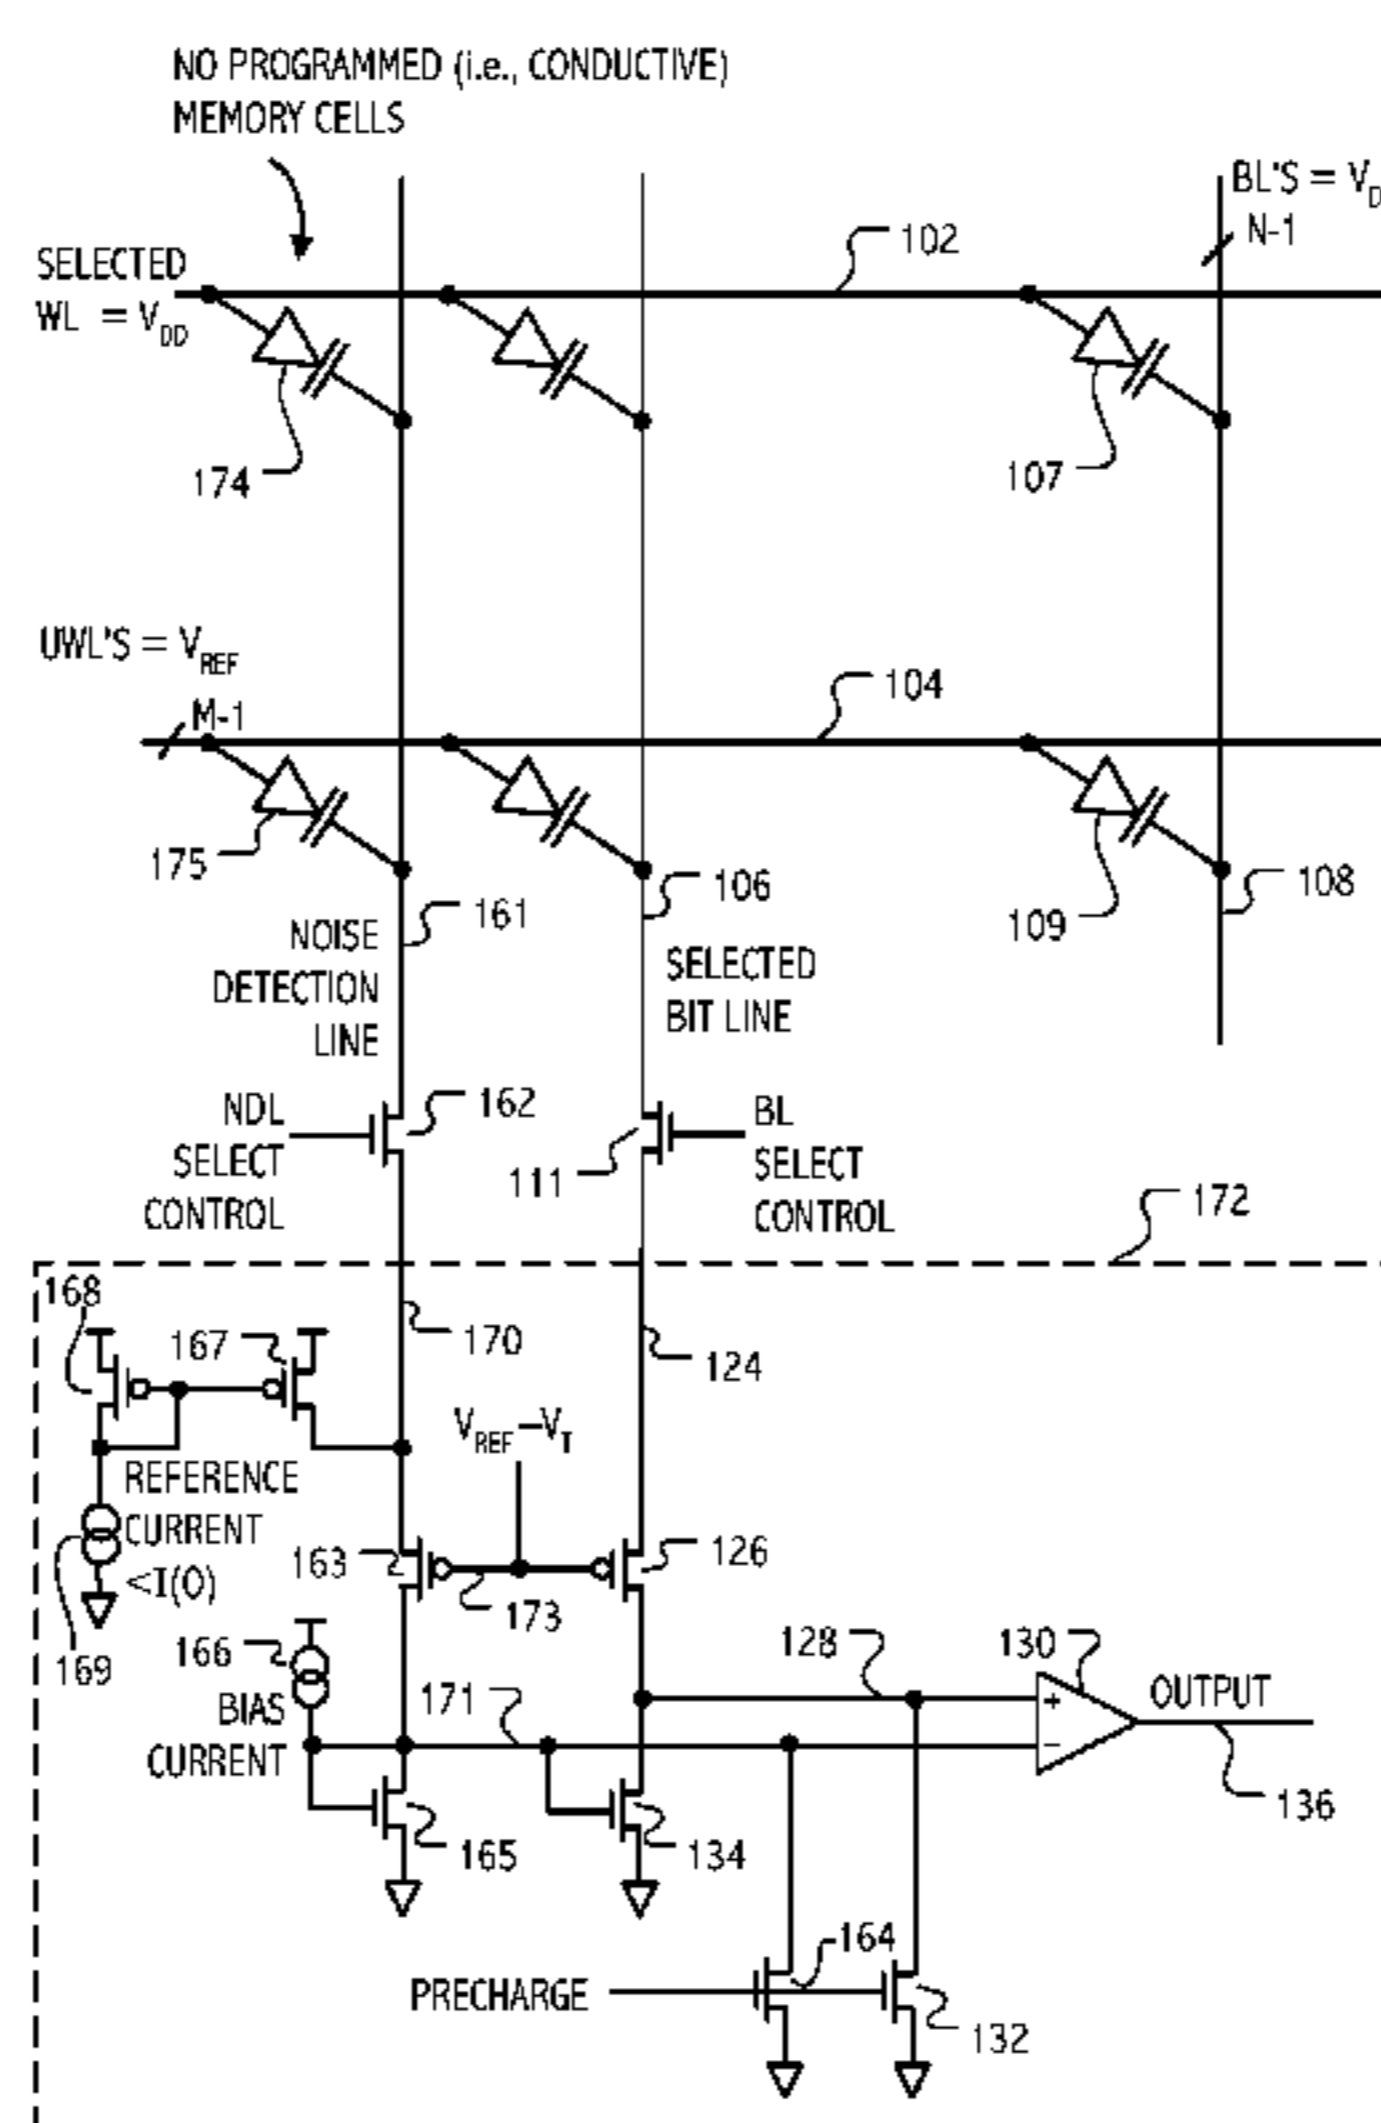 NO PROGRAMMED (i.e., CONDUCTIVE)
MEMORY CELLS
BL'S = VD
N-1
102
SELECTED
WL = VDD
174
107
UWL'S = VREF
M-1
104
175
106
108
161
109
NOISE
DETECTION
LINE
SELECTED
BIT LINE
NDL
SELECT
CONTROL
162
111
BL
SELECT
CONTROL
172
168
167
170
124
VREF–VT
REFERENCE
CURRENT
<I(0)
163
126
173
169
166
BIAS
CURRENT
171
128
130
+
−
OUTPUT
136
165
134
164
PRECHARGE
132